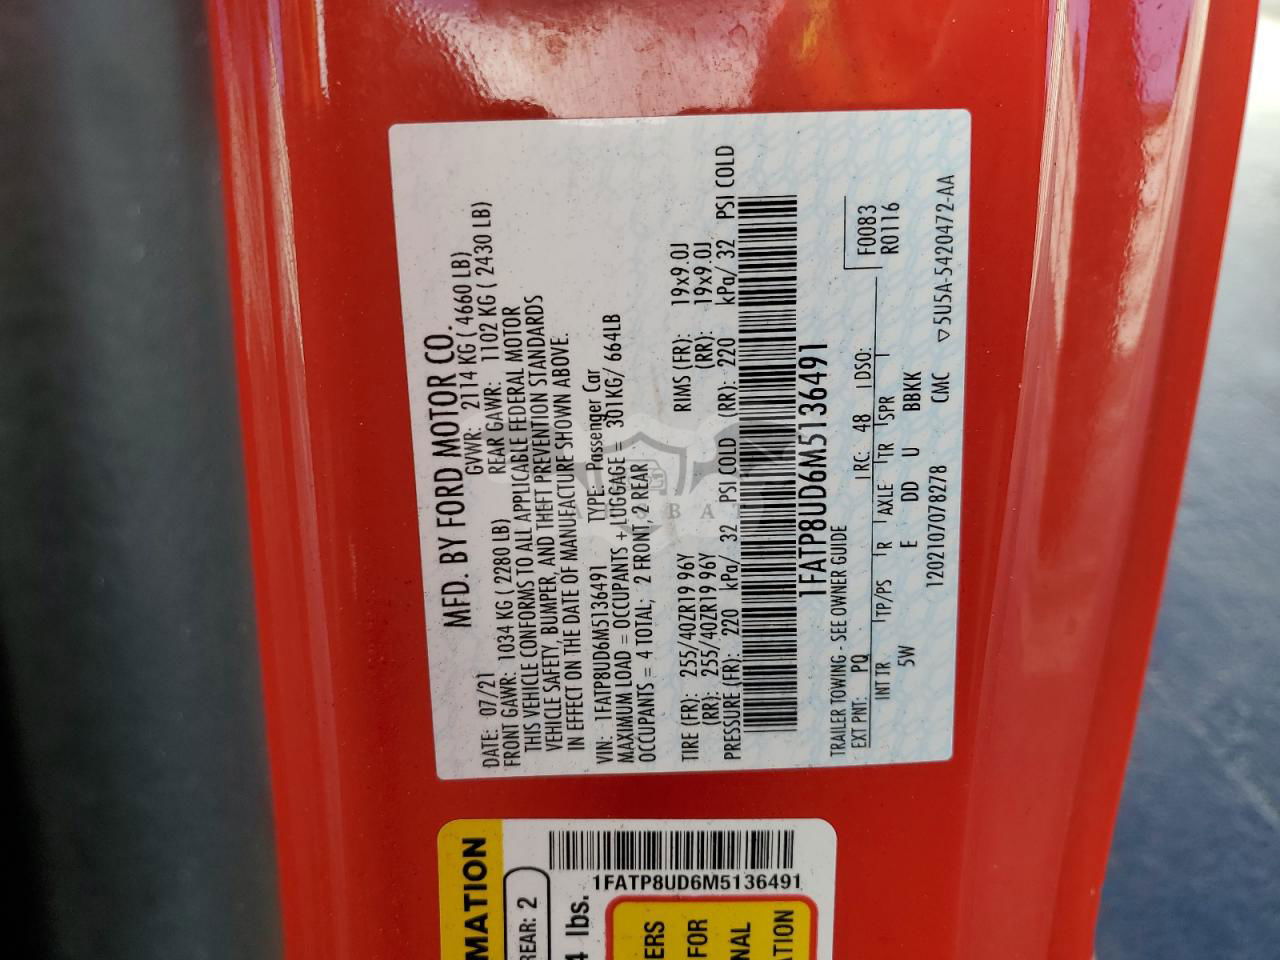 MFD. BY FORD MOTOR CO.
DATE: 07/21 GVWR: 2114 KG ( 4660 LB)
FRONT GAWR: 1034 KG ( 2280 LB) REAR GAWR: 1102 KG ( 2430 LB)
THIS VEHICLE CONFORMS TO ALL APPLICABLE FEDERAL MOTOR
VEHICLE SAFETY, BUMPER, AND THEFT PREVENTION STANDARDS
IN EFFECT ON THE DATE OF MANUFACTURE SHOWN ABOVE.
VIN: 1FATP8UD6M5136491 TYPE: Passenger Car
MAXIMUM LOAD = OCCUPANTS + LUGGAGE = 301KG/ 664LB
OCCUPANTS = 4 TOTAL; 2 FRONT, 2 REAR
TIRE (FR): 255/40ZR19 96Y RIMS (FR): 19x9.0J
(RR): 255/40ZR19 96Y (RR): 19x9.0J
PRESSURE (FR): 220 kPa/ 32 PSI COLD (RR): 220 kPa/ 32 PSI COLD
1FATP8UD6M5136491
TRAILER TOWING - SEE OWNER GUIDE
F0083
R0116
EXT PNT: PQ RC: 48 DSO:
INT TR TP/PS R AXLE TR SPR
5W E DD U BBKK
120210707078278 CMC ▽5U5A-5420472-AA
1FATP8UD6M5136491
MATION
REAR: 2
4 lbs.
ERS
FOR
NAL
TION